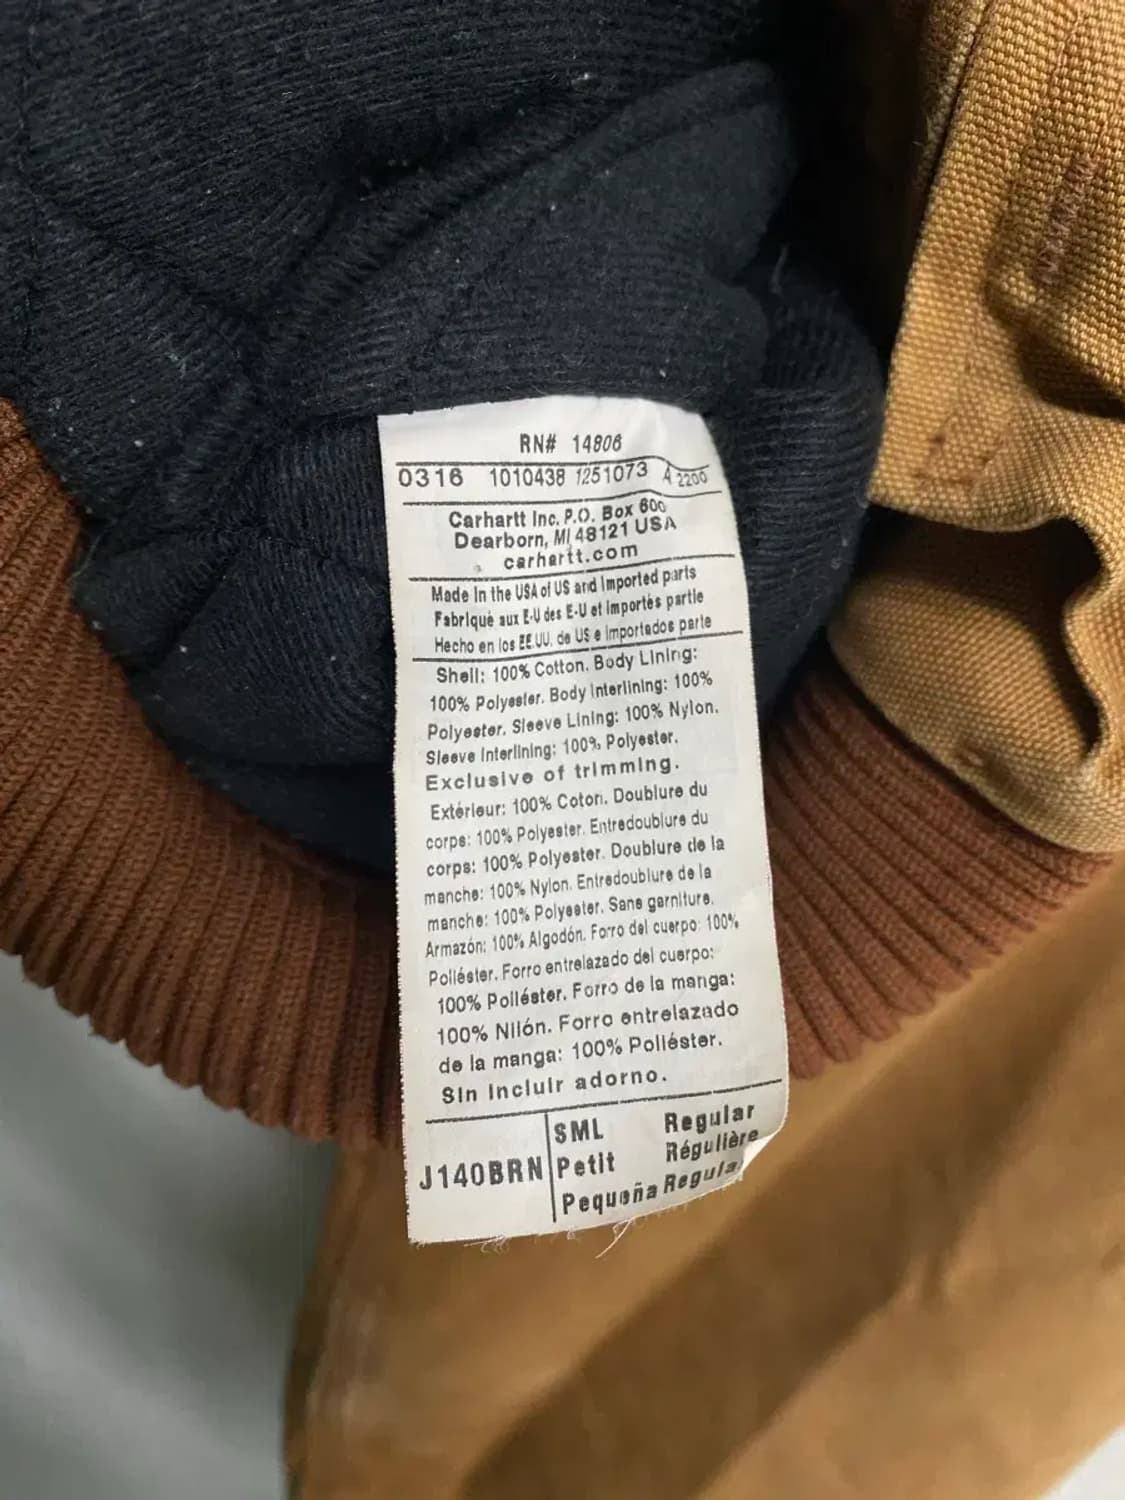 RN# 14806
0316 1010438 1251073 A 2200
Carhartt Inc. P.O. Box 600
Dearborn, MI 48121 USA
carhartt.com
Made in the USA of US and Imported parts
Fabriqué aux E-U des E-U et Importés partie
Hecho en los EE.UU. de US e Importados parte
Shell: 100% Cotton. Body Lining:
100% Polyester. Body Interlining: 100%
Polyester. Sleeve Lining: 100% Nylon.
Sleeve Interlining: 100% Polyester.
Exclusive of trimming.
Extérieur: 100% Coton. Doublure du
corps: 100% Polyester. Entredoublure du
corps: 100% Polyester. Doublure de la
manche: 100% Nylon. Entredoublure de la
manche: 100% Polyester. Sans garniture.
Armazón: 100% Algodón. Forro del cuerpo: 100%
Poliéster. Forro entrelazado del cuerpo:
100% Poliéster. Forro de la manga:
100% Nilón. Forro entrelazado
de la manga: 100% Poliéster.
Sin incluir adorno.
J140BRN
SML Regular
Petit Régulière
Pequeña Regula